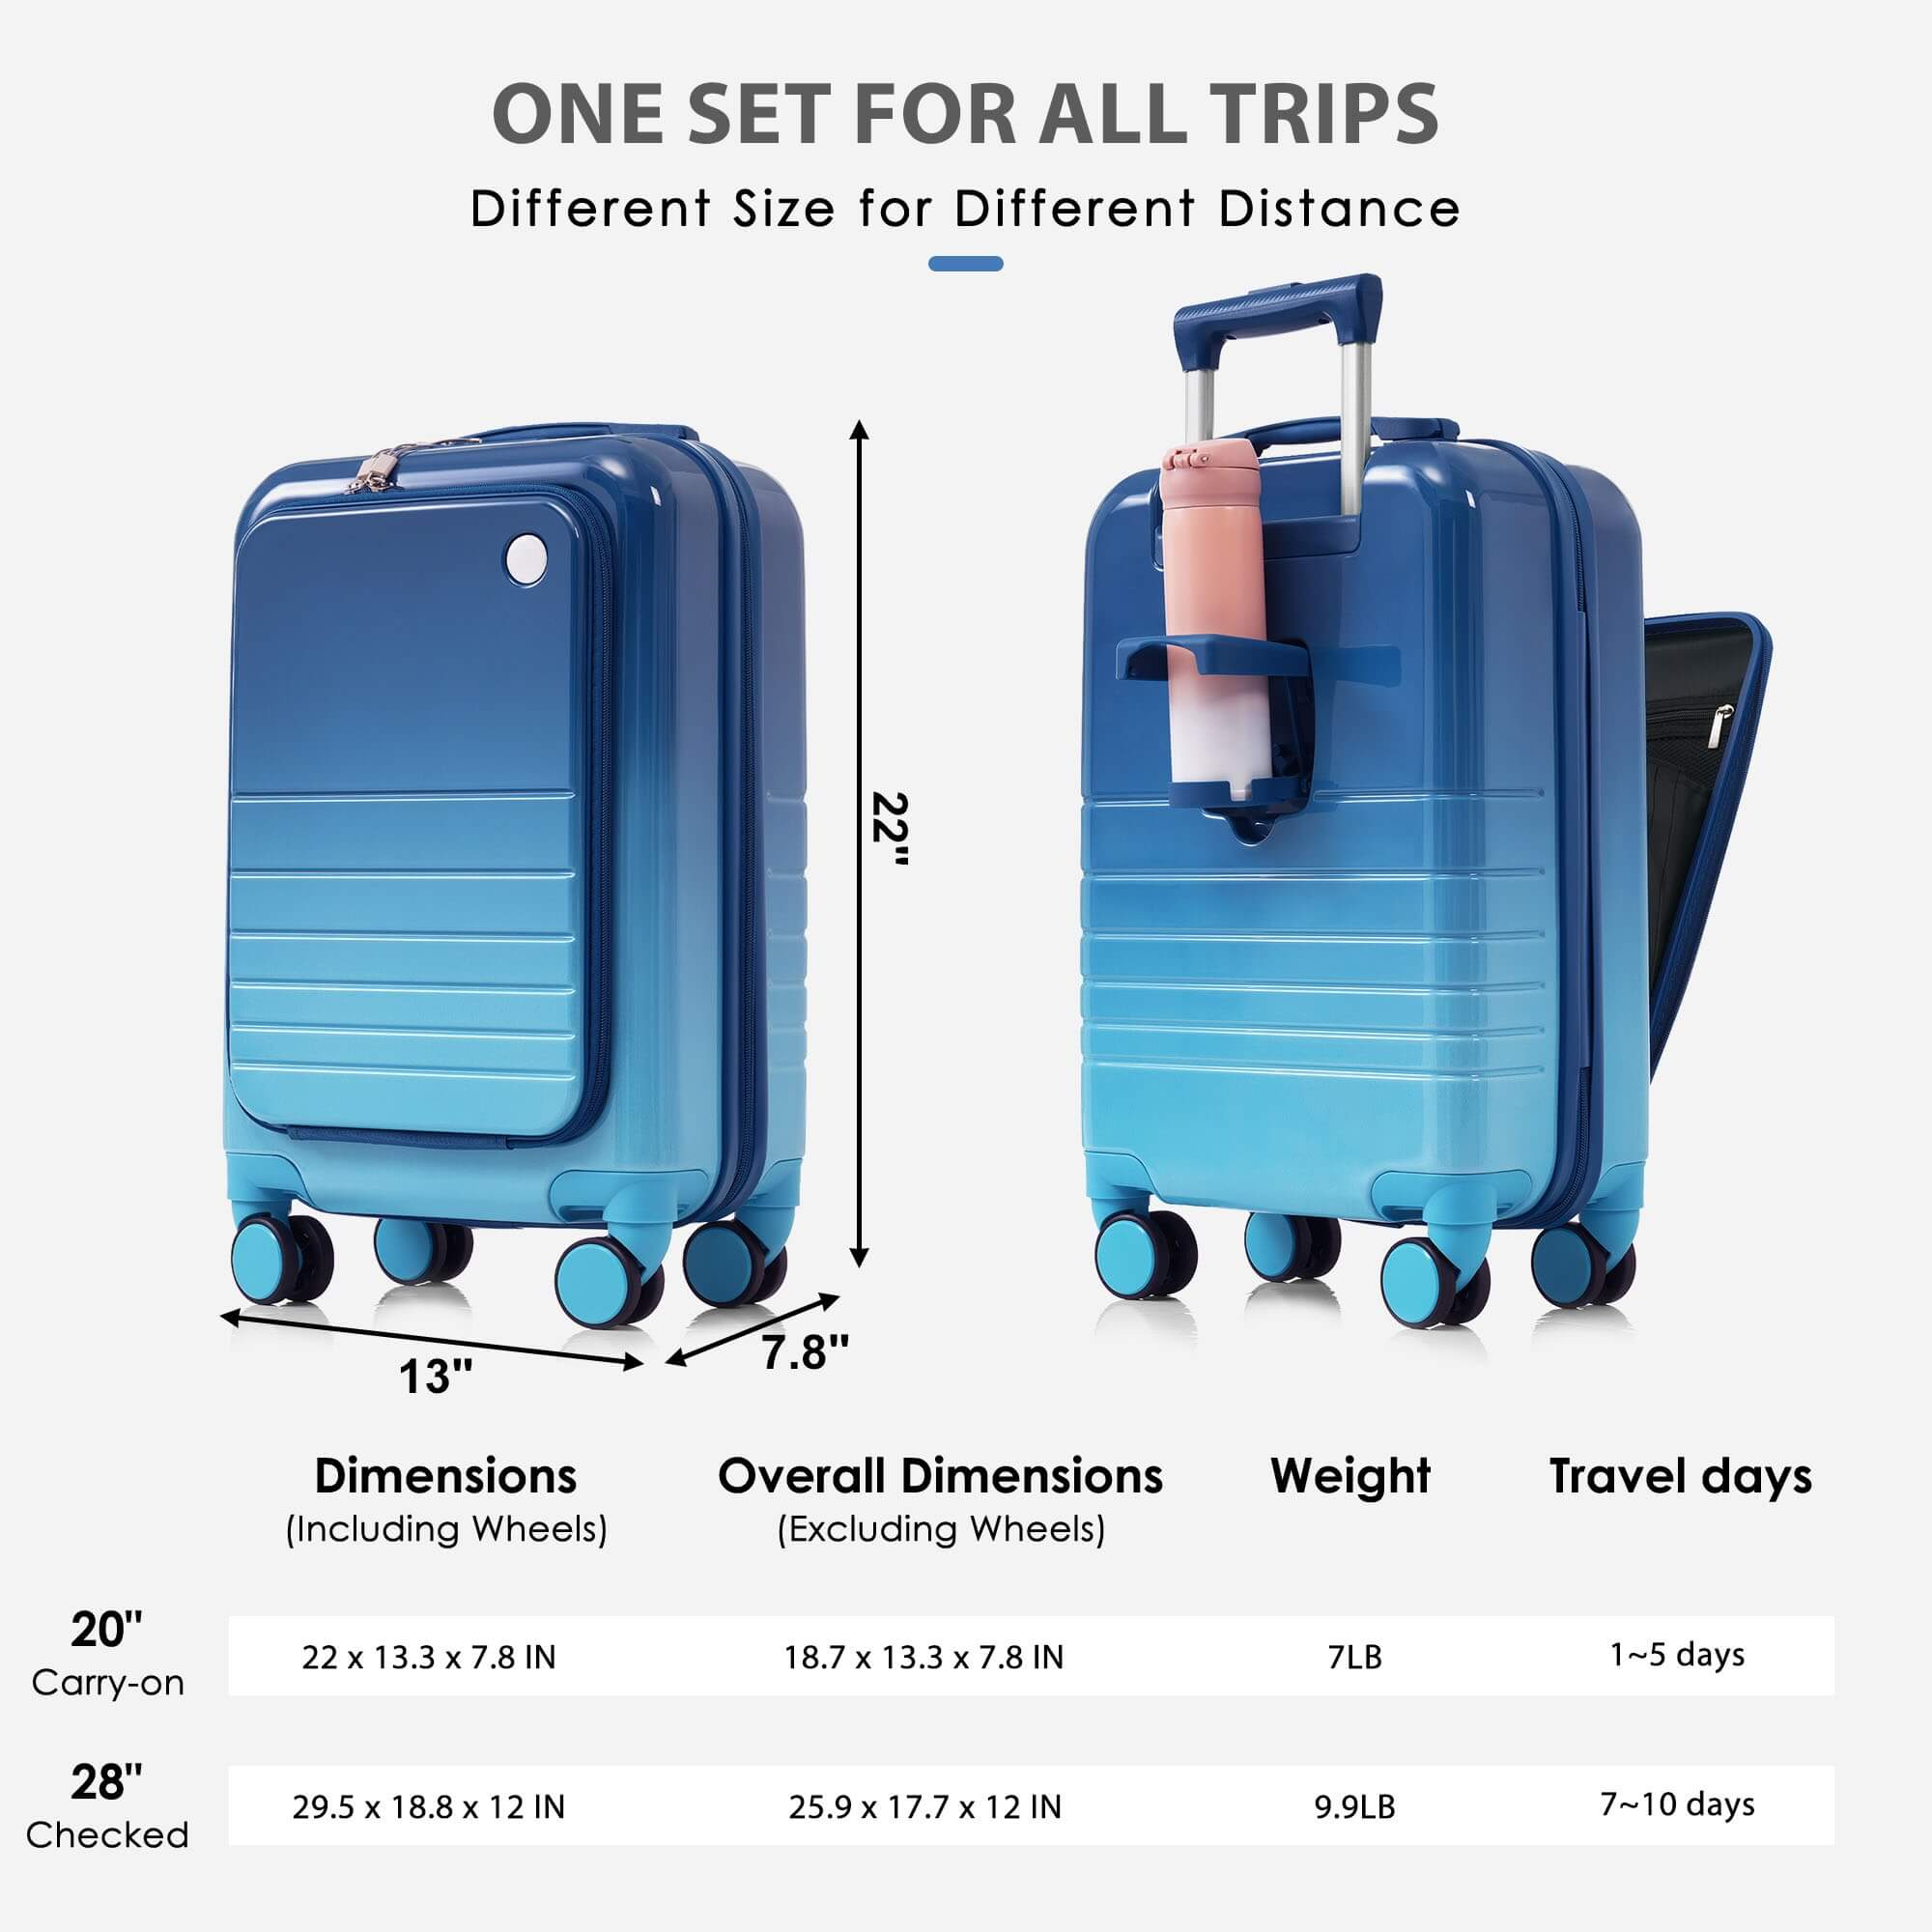 ONE SET FOR ALL TRIPS
Different Size for Different Distance
22"
13"
7.8"
Dimensions Overall Dimensions Weight Travel days
(Including Wheels) (Excluding Wheels)
20"
Carry-on
22 x 13.3 x 7.8 IN 18.7 x 13.3 x 7.8 IN 7LB 1~5 days
28"
Checked
29.5 x 18.8 x 12 IN 25.9 x 17.7 x 12 IN 9.9LB 7~10 days